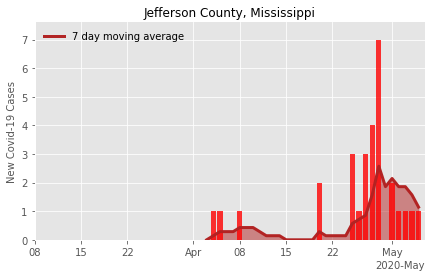 Jefferson County, Mississippi
7 day moving average
New Covid-19 Cases
7
6
5
4
3
2
1
0
08 15 22 Apr 08 15 22 May
2020-May